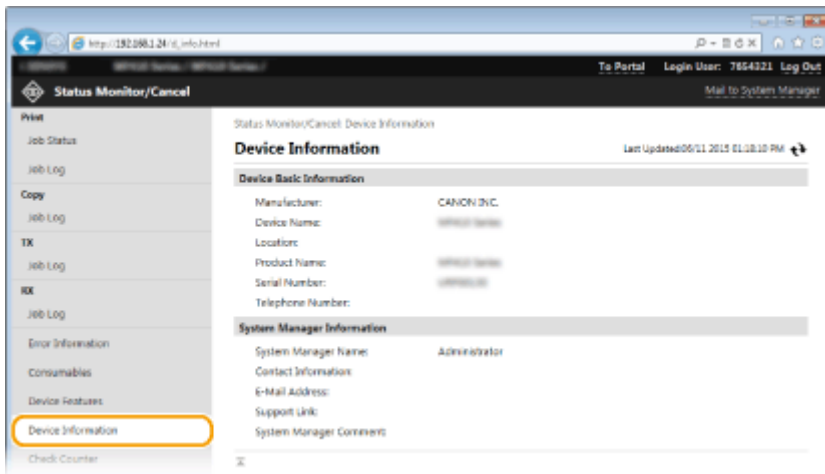 http://192.168.1.24/d_info.html
To Portal Login User: 7654321 Log Out
Status Monitor/Cancel
Mail to System Manager
Print
Job Status
Job Log
Copy
Job Log
TX
Job Log
RX
Job Log
Error Information
Consumables
Device Features
Device Information
Check Counter
Status Monitor/Cancel: Device Information
Device Information
Last Updated:06/11 2015 01:18:10 PM
Device Basic Information
Manufacturer: CANON INC.
Device Name:
Location:
Product Name:
Serial Number:
Telephone Number:
System Manager Information
System Manager Name: Administrator
Contact Information:
E-Mail Address:
Support Link:
System Manager Comment: